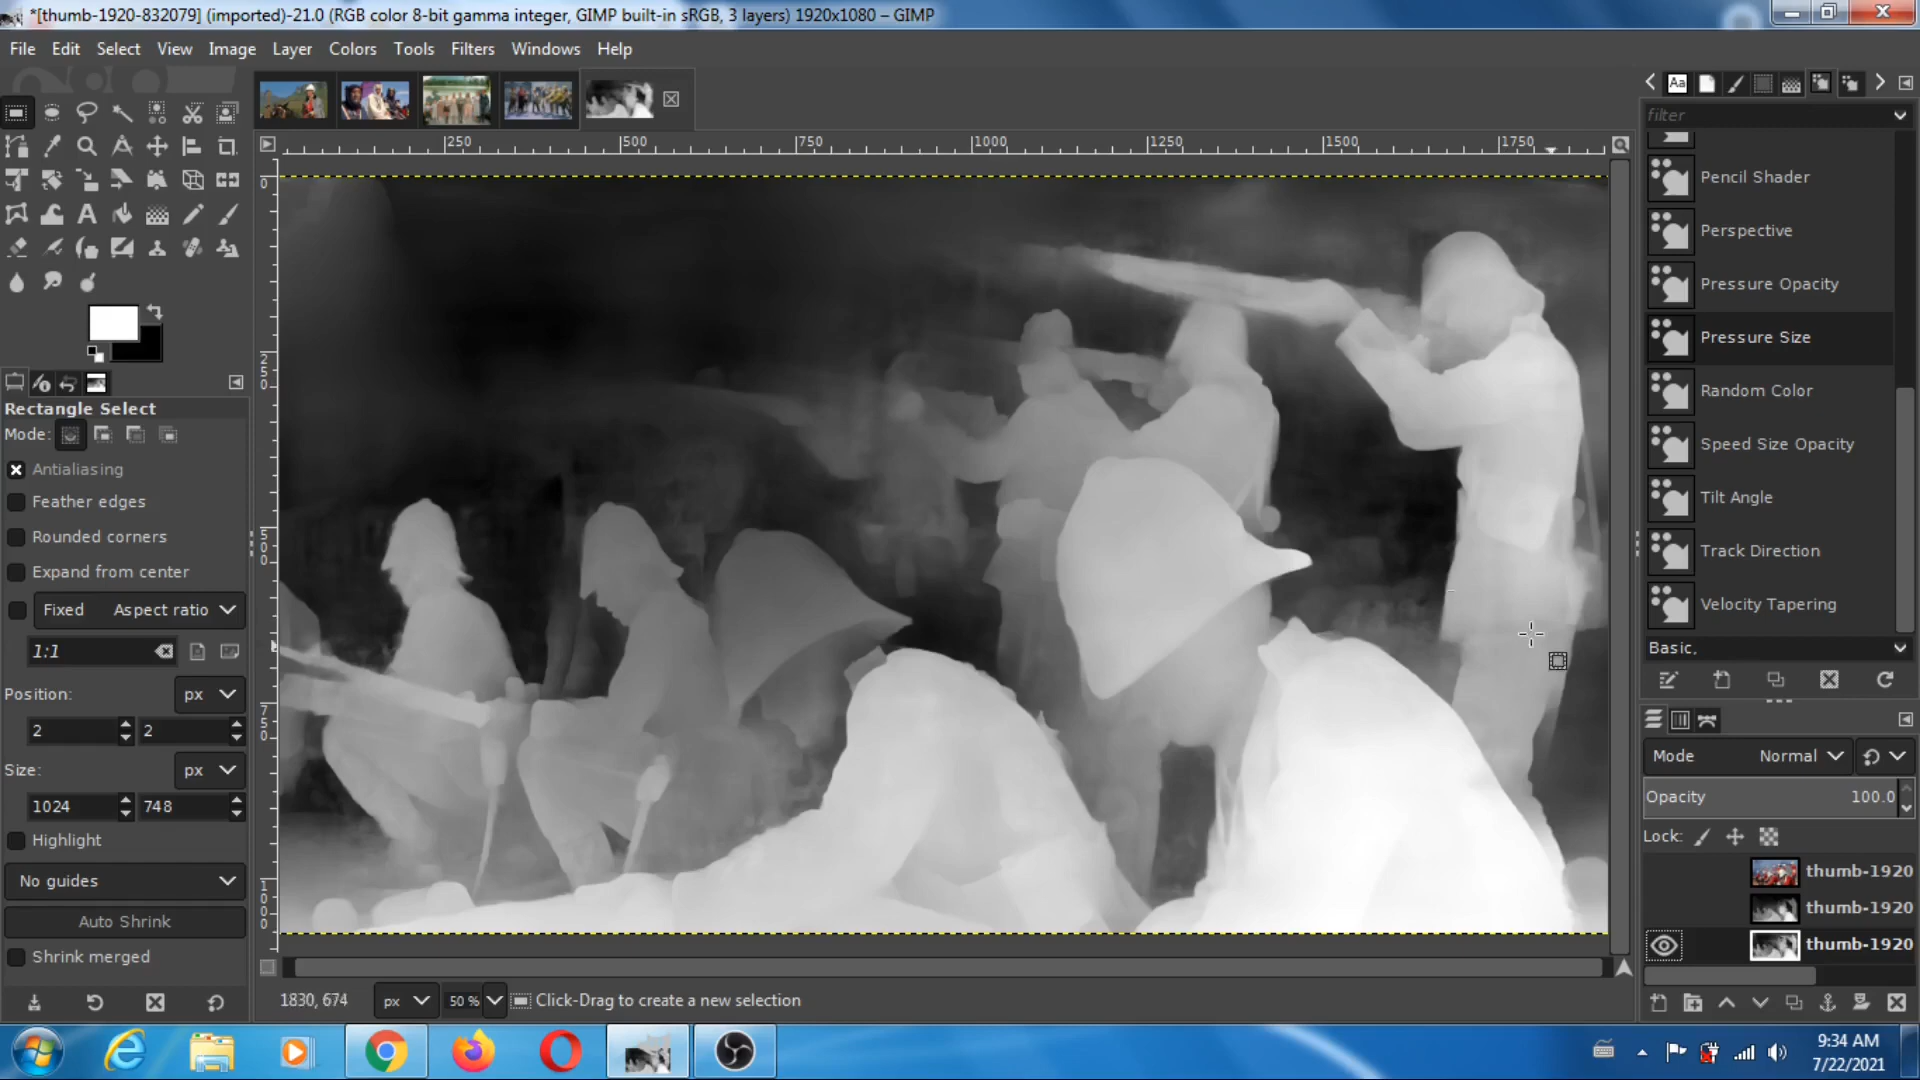 *[thumb-1920-832079] (imported)-21.0 (RGB color 8-bit gamma integer, GIMP built-in sRGB, 3 layers) 1920x1080 – GIMP
File Edit Select View Image Layer Colors Tools Filters Windows Help
250 500 750 1000 1250 1500 1750
0
250
500
750
1000
Rectangle Select
Mode:
Antialiasing
Feather edges
Rounded corners
Expand from center
Fixed Aspect ratio
1:1
Position: px
2 2
Size: px
1024 748
Highlight
No guides
Auto Shrink
Shrink merged
1830, 674 px 50 % Click-Drag to create a new selection
Aa
filter
Pencil Shader
Perspective
Pressure Opacity
Pressure Size
Random Color
Speed Size Opacity
Tilt Angle
Track Direction
Velocity Tapering
Basic,
Mode Normal
Opacity 100.0
Lock:
thumb-1920
thumb-1920
thumb-1920
9:34 AM
7/22/2021